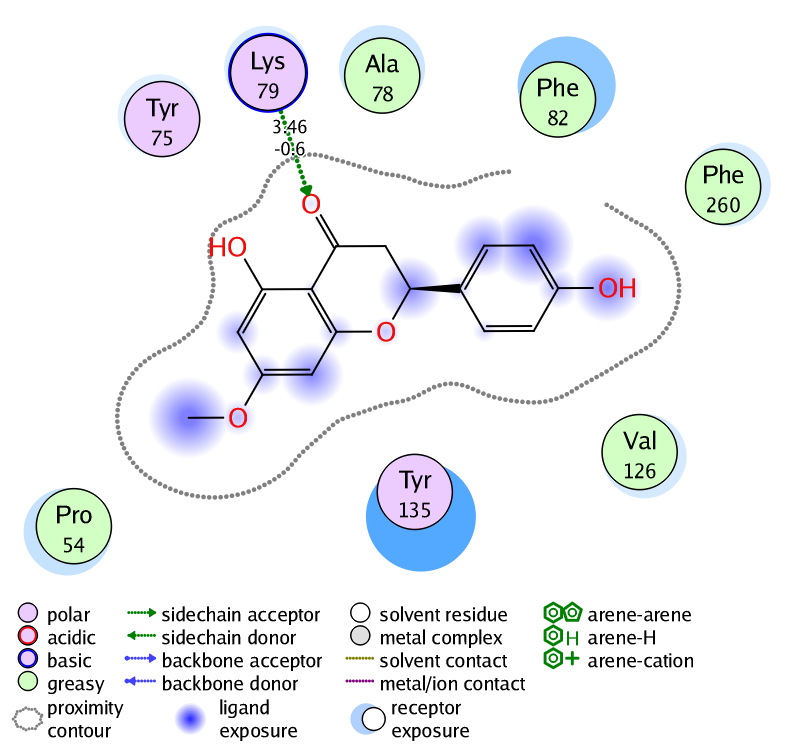 Lys
79
Ala
78
Phe
82
Tyr
75
3.46
-0.6
Phe
260
O
HO
OH
O
O
Val
126
Tyr
135
Pro
54
polar
sidechain acceptor
solvent residue
arene-arene
acidic
sidechain donor
metal complex
H
arene-H
basic
backbone acceptor
solvent contact
arene-cation
greasy
backbone donor
metal/ion contact
proximity
contour
ligand
exposure
receptor
exposure